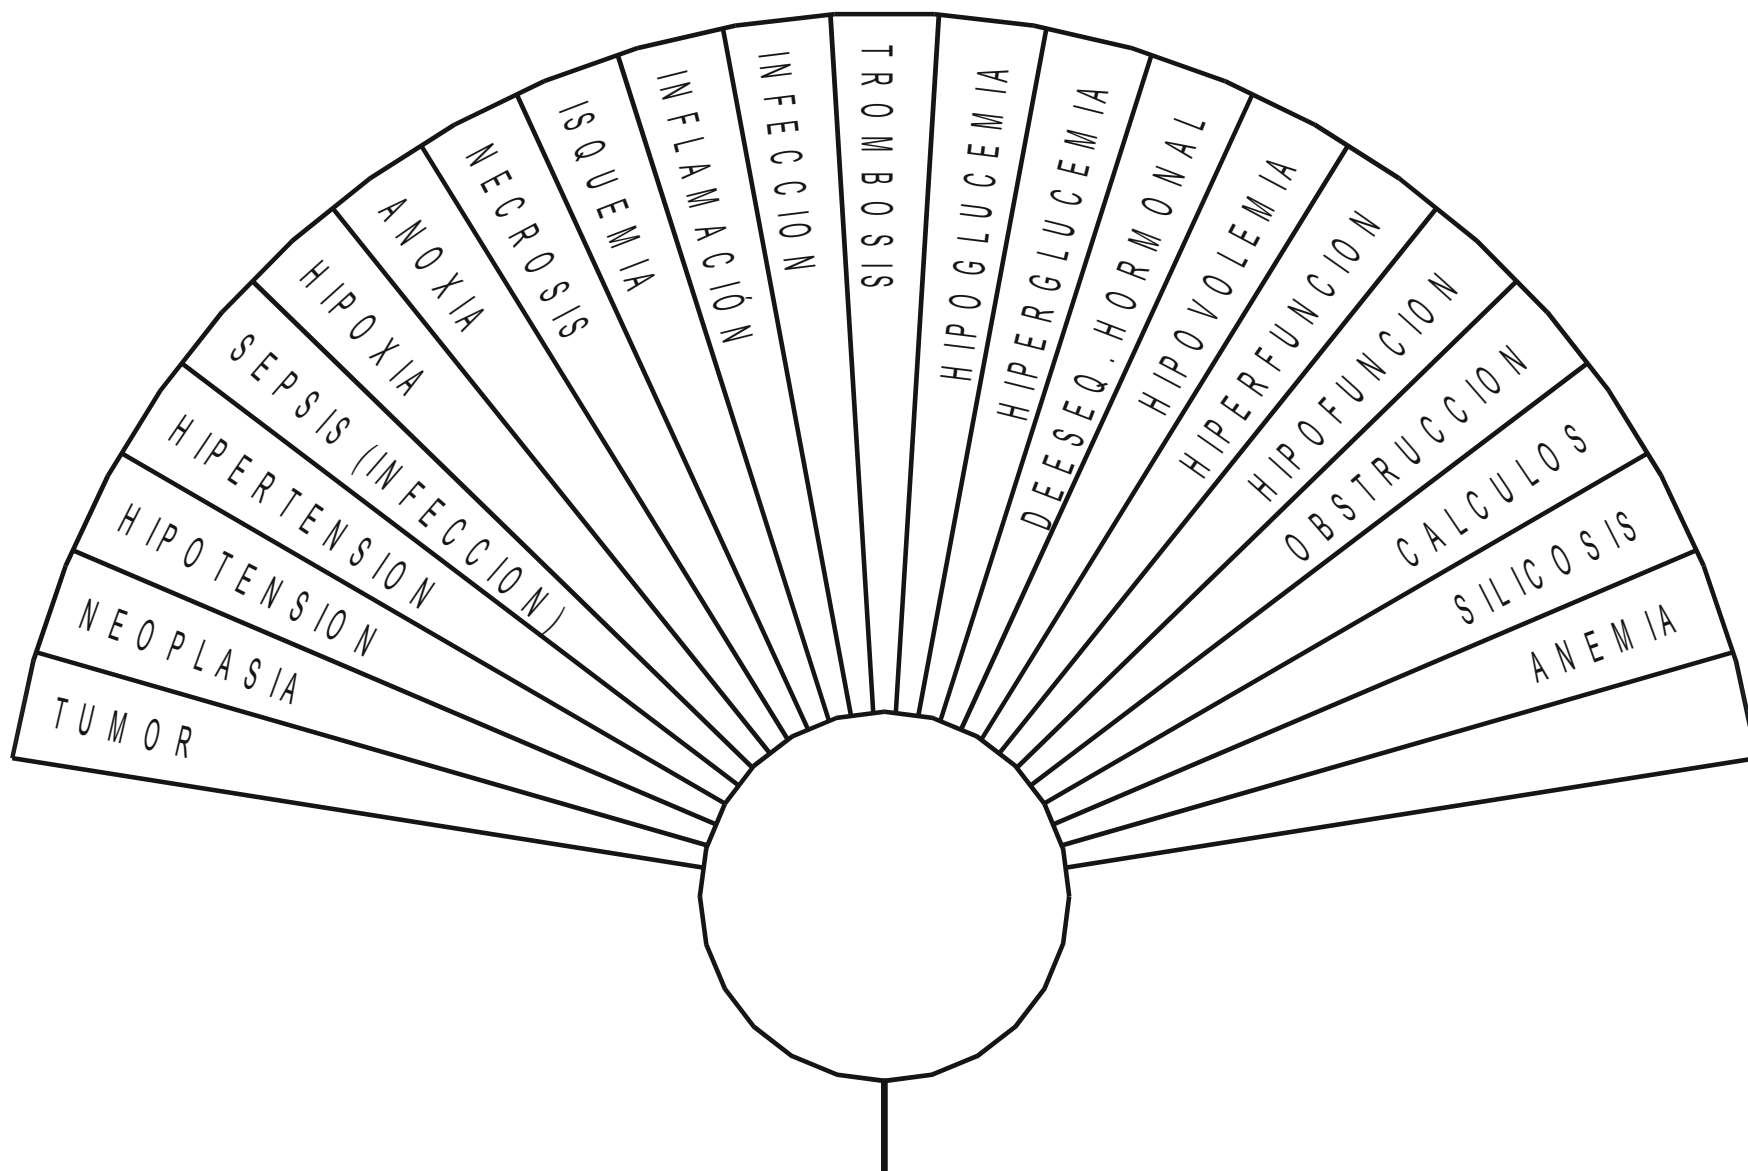 TUMOR
NEOPLASIA
HIPOTENSION
HIPERTENSION
SEPSIS (INFECCION)
HIPOXIA
ANOXIA
NECROSIS
ISQUEMIA
INFLAMACIÓN
INFECCION
TROMBOSIS
HIPOGLUCEMIA
HIPERGLUCEMIA
DEESEQ.HORMONAL
HIPOVOLEMIA
HIPERFUNCION
HIPOFUNCION
OBSTRUCCION
CALCULOS
SILICOSIS
ANEMIA